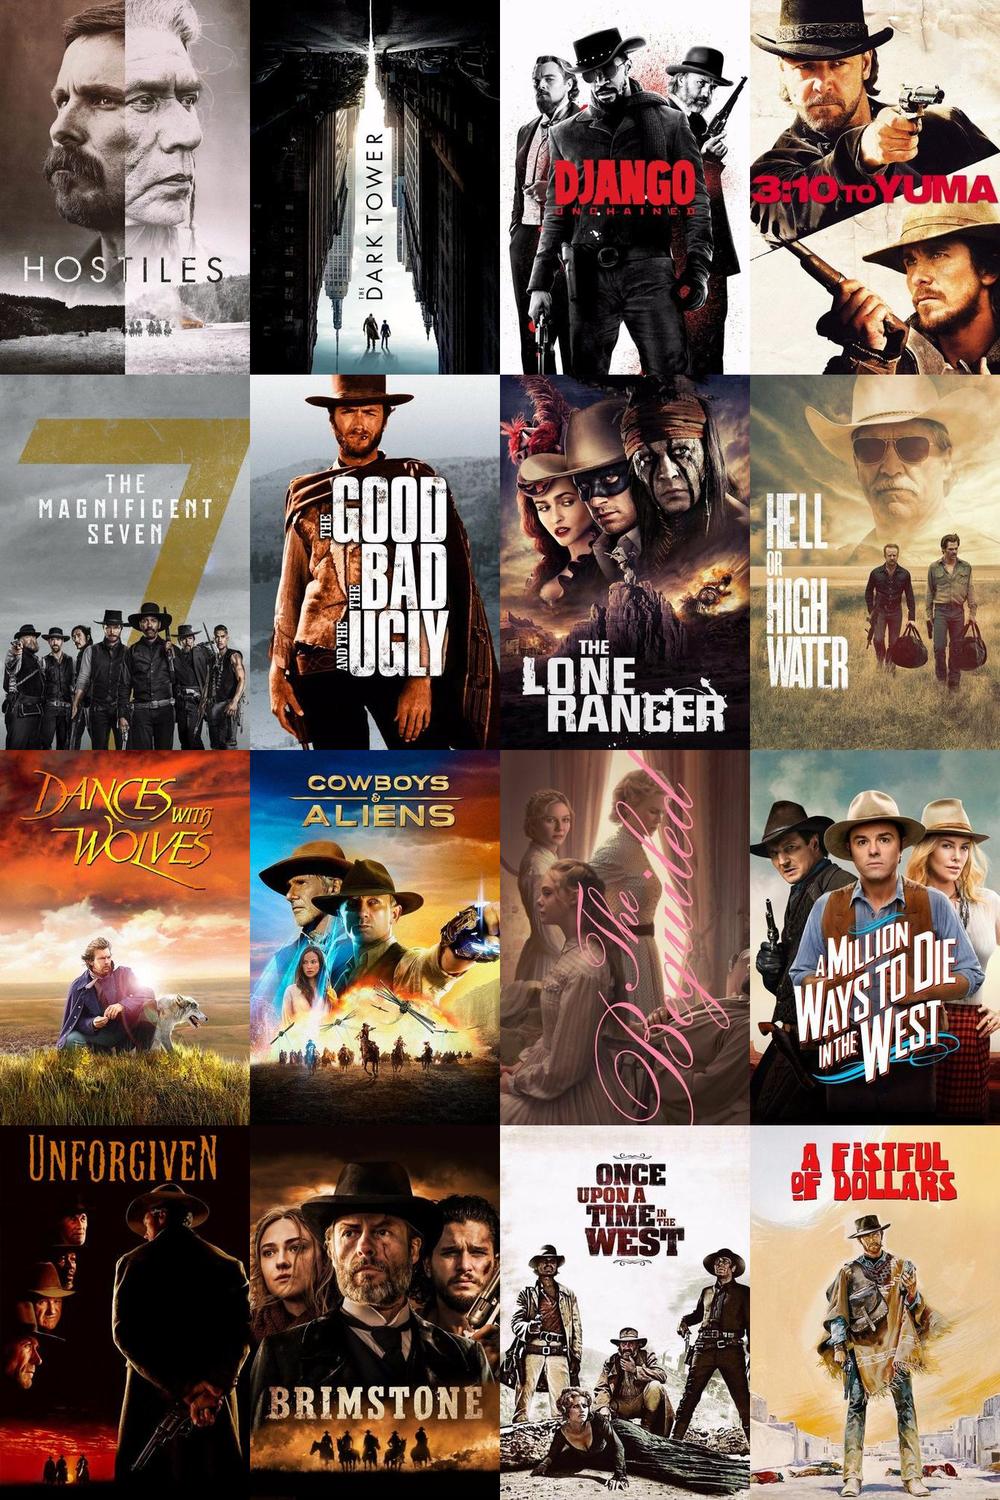 HOSTILES
THE
DARK TOWER
DJANGO
UNCHAINED
3:10 TO YUMA
7
THE
MAGNIFICENT
SEVEN
THE
GOOD
THE
BAD
AND THE
UGLY
THE
LONE
RANGER
HELL
OR
HIGH
WATER
DANCES WITH
WOLVES
COWBOYS
&
ALIENS
The
Beguiled
A MILLION
WAYS TO DIE
IN THE WEST
UNFORGIVEN
BRIMSTONE
ONCE
UPON A
TIME IN THE
WEST
A FISTFUL
OF DOLLARS